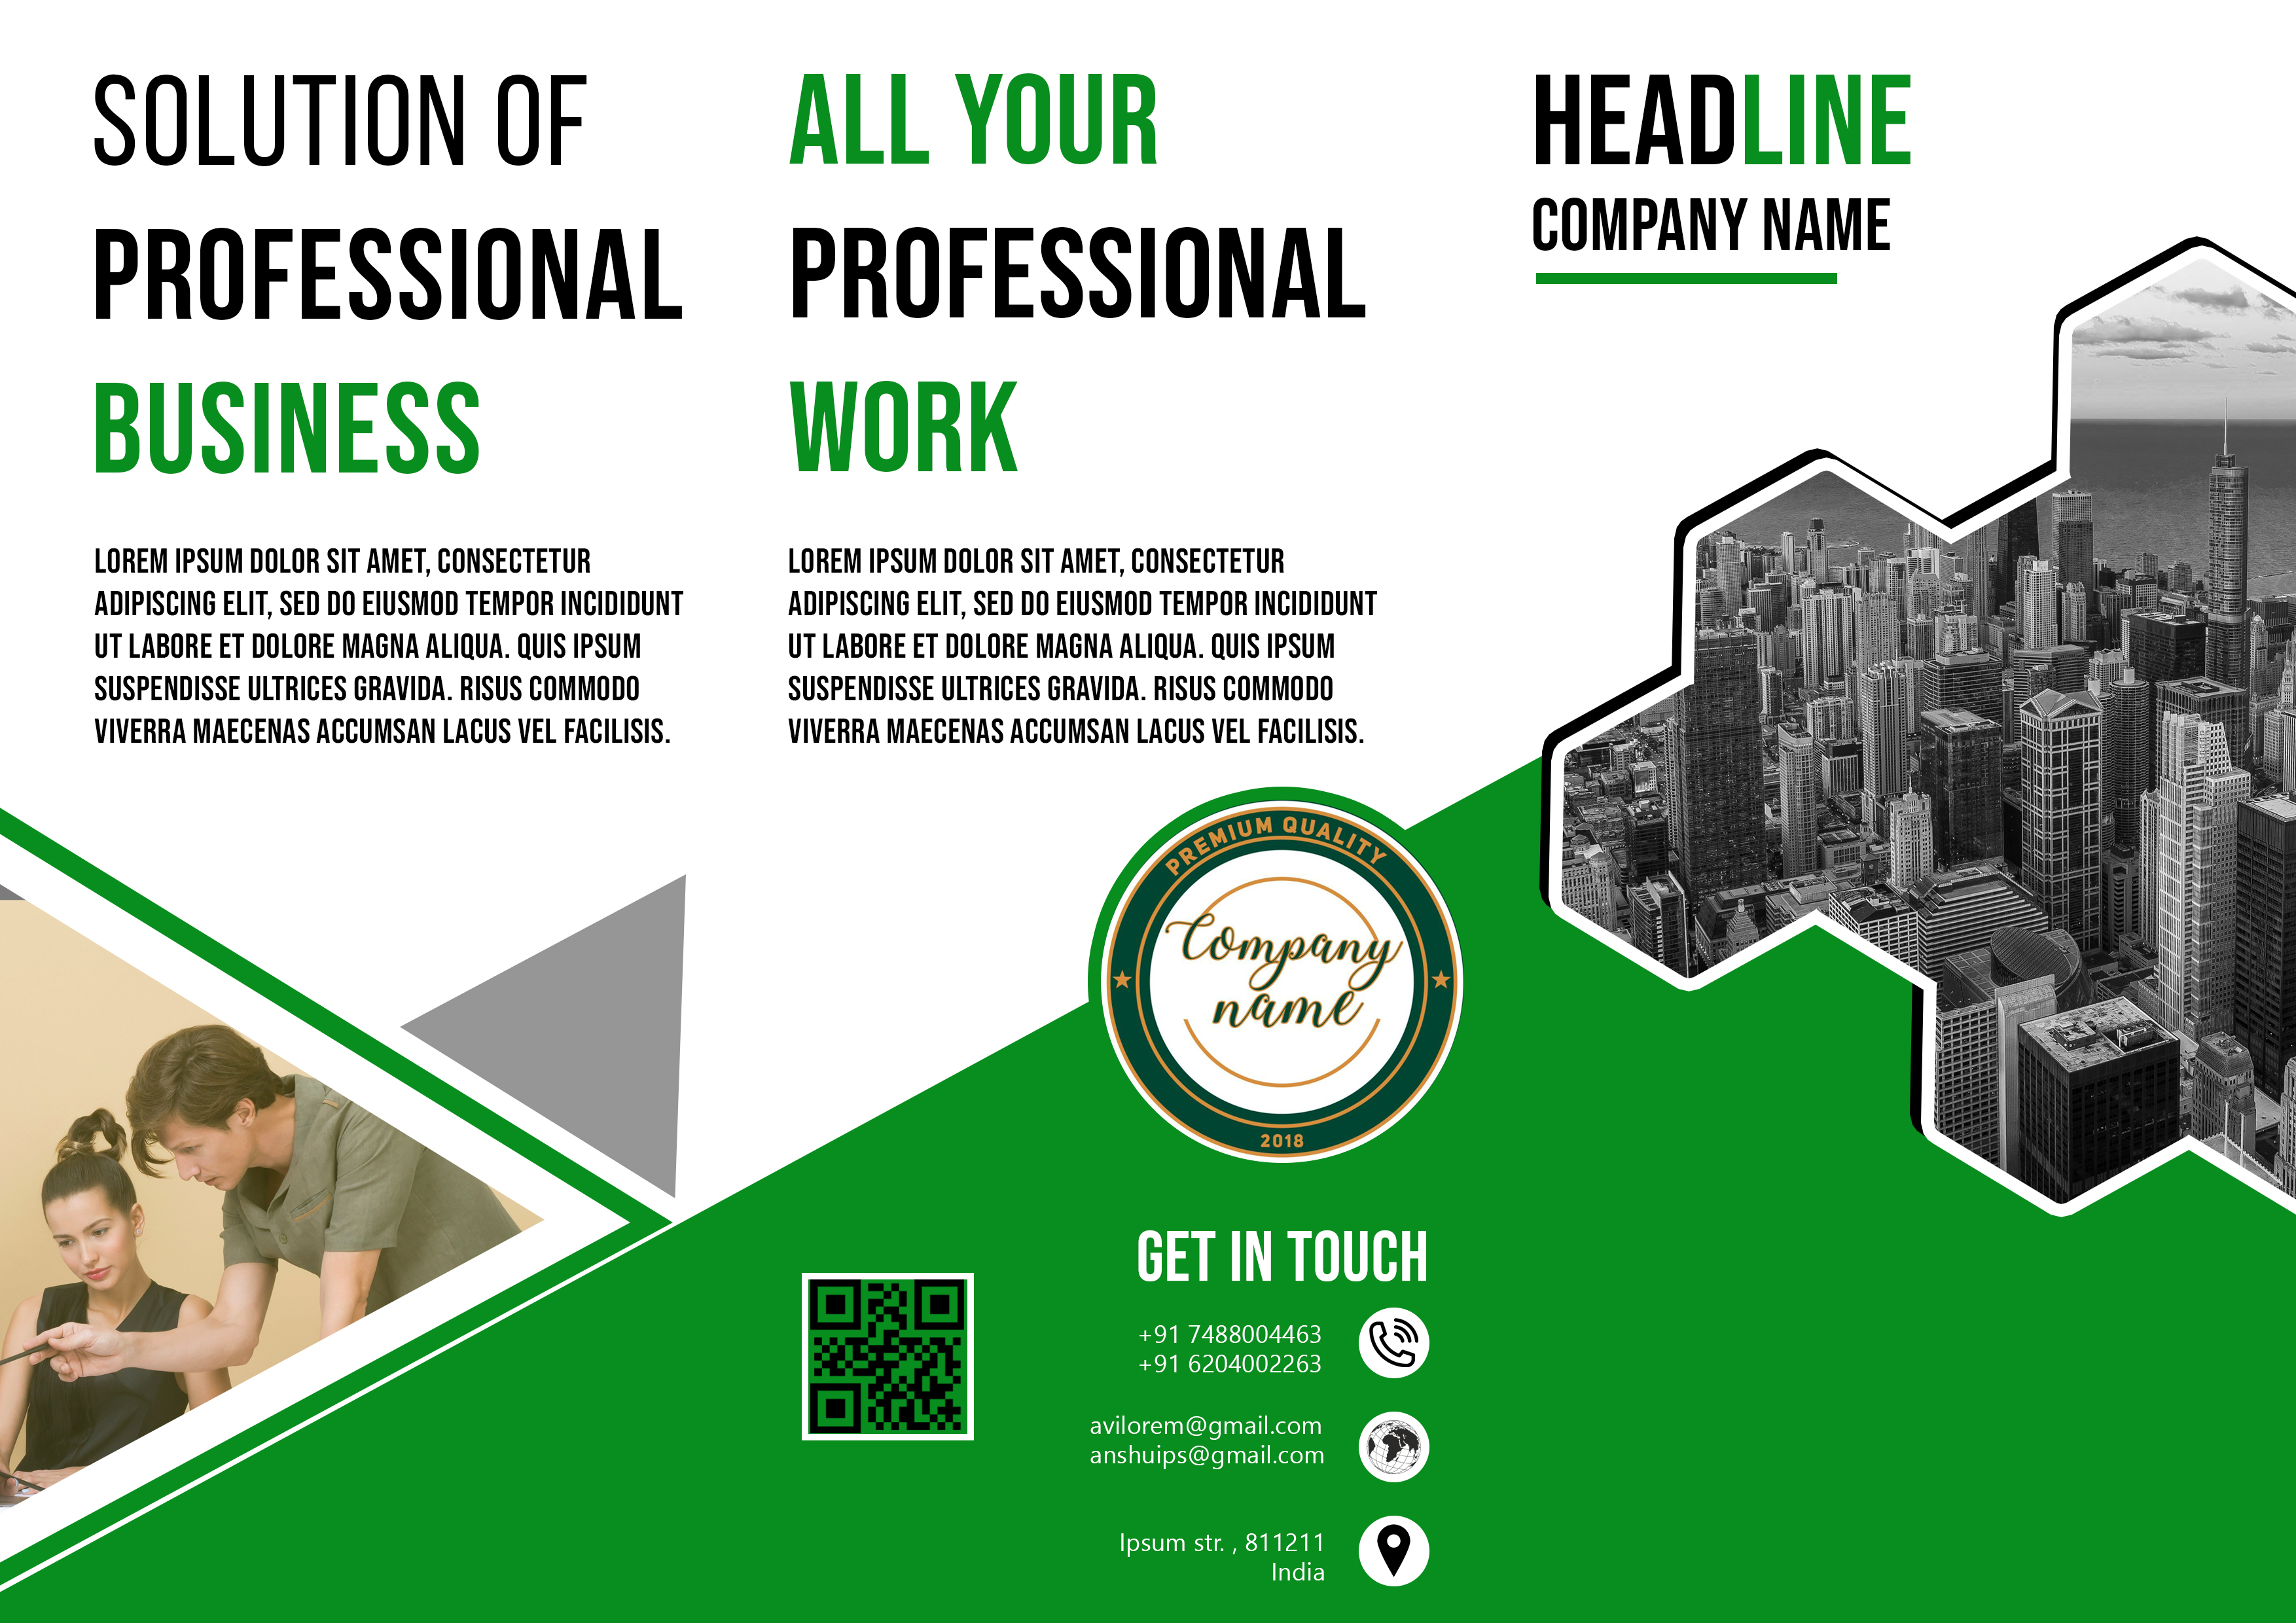 SOLUTION OF
PROFESSIONAL
BUSINESS
LOREM IPSUM DOLOR SIT AMET, CONSECTETUR
ADIPISCING ELIT, SED DO EIUSMOD TEMPOR INCIDIDUNT
UT LABORE ET DOLORE MAGNA ALIQUA. QUIS IPSUM
SUSPENDISSE ULTRICES GRAVIDA. RISUS COMMODO
VIVERRA MAECENAS ACCUMSAN LACUS VEL FACILISIS.
ALL YOUR
PROFESSIONAL
WORK
LOREM IPSUM DOLOR SIT AMET, CONSECTETUR
ADIPISCING ELIT, SED DO EIUSMOD TEMPOR INCIDIDUNT
UT LABORE ET DOLORE MAGNA ALIQUA. QUIS IPSUM
SUSPENDISSE ULTRICES GRAVIDA. RISUS COMMODO
VIVERRA MAECENAS ACCUMSAN LACUS VEL FACILISIS.
PREMIUM QUALITY
Company
name
2018
GET IN TOUCH
+91 7488004463
+91 6204002263
avilorem@gmail.com
anshuips@gmail.com
Ipsum str. , 811211
India
HEADLINE
COMPANY NAME